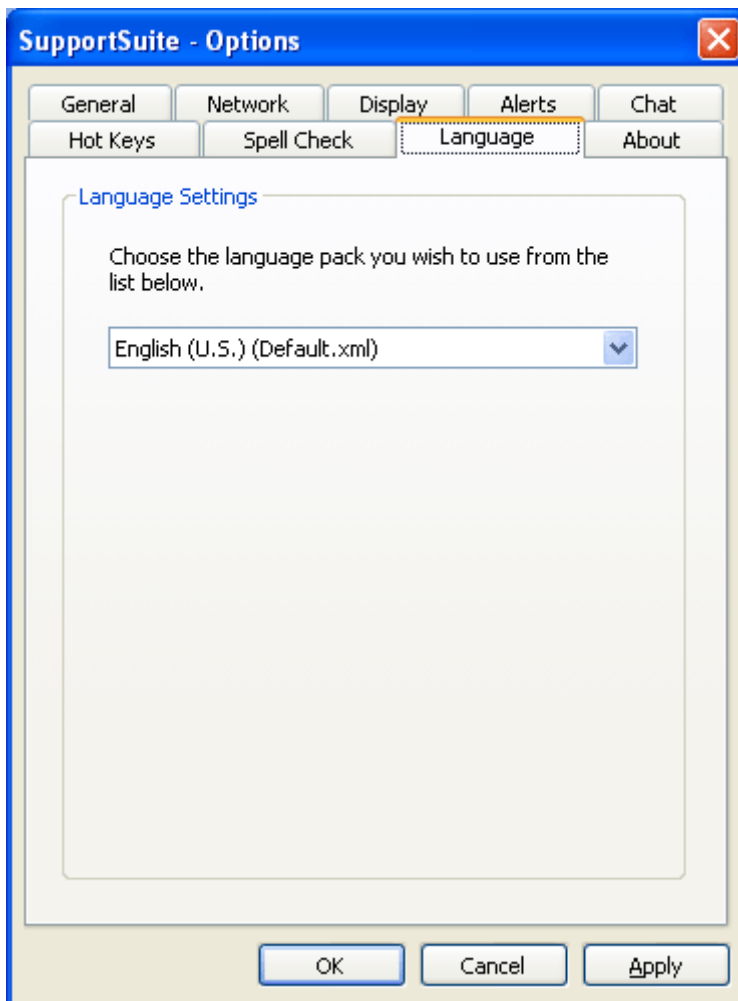 SupportSuite - Options
General Network Display Alerts Chat
Hot Keys Spell Check Language About
Language Settings
Choose the language pack you wish to use from the
list below.
English (U.S.) (Default.xml)
OK Cancel Apply